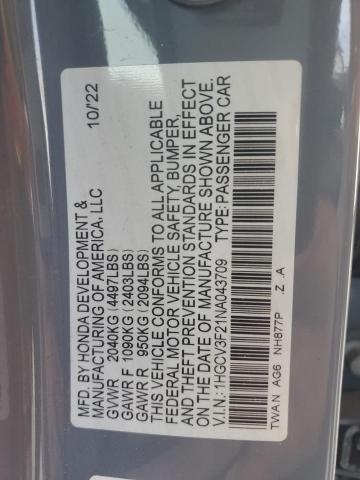 MFD. BY HONDA DEVELOPMENT & 10/22
MANUFACTURING OF AMERICA, LLC
GVWR 2040KG (4497LBS)
GAWR F 1090KG (2403LBS)
GAWR R 950KG (2094LBS)
THIS VEHICLE CONFORMS TO ALL APPLICABLE
FEDERAL MOTOR VEHICLE SAFETY, BUMPER,
AND THEFT PREVENTION STANDARDS IN EFFECT
ON THE DATE OF MANUFACTURE SHOWN ABOVE.
V.I.N.: 1HGCV3F21NA043709 TYPE: PASSENGER CAR
TWAN AG6 NH877P .Z .A